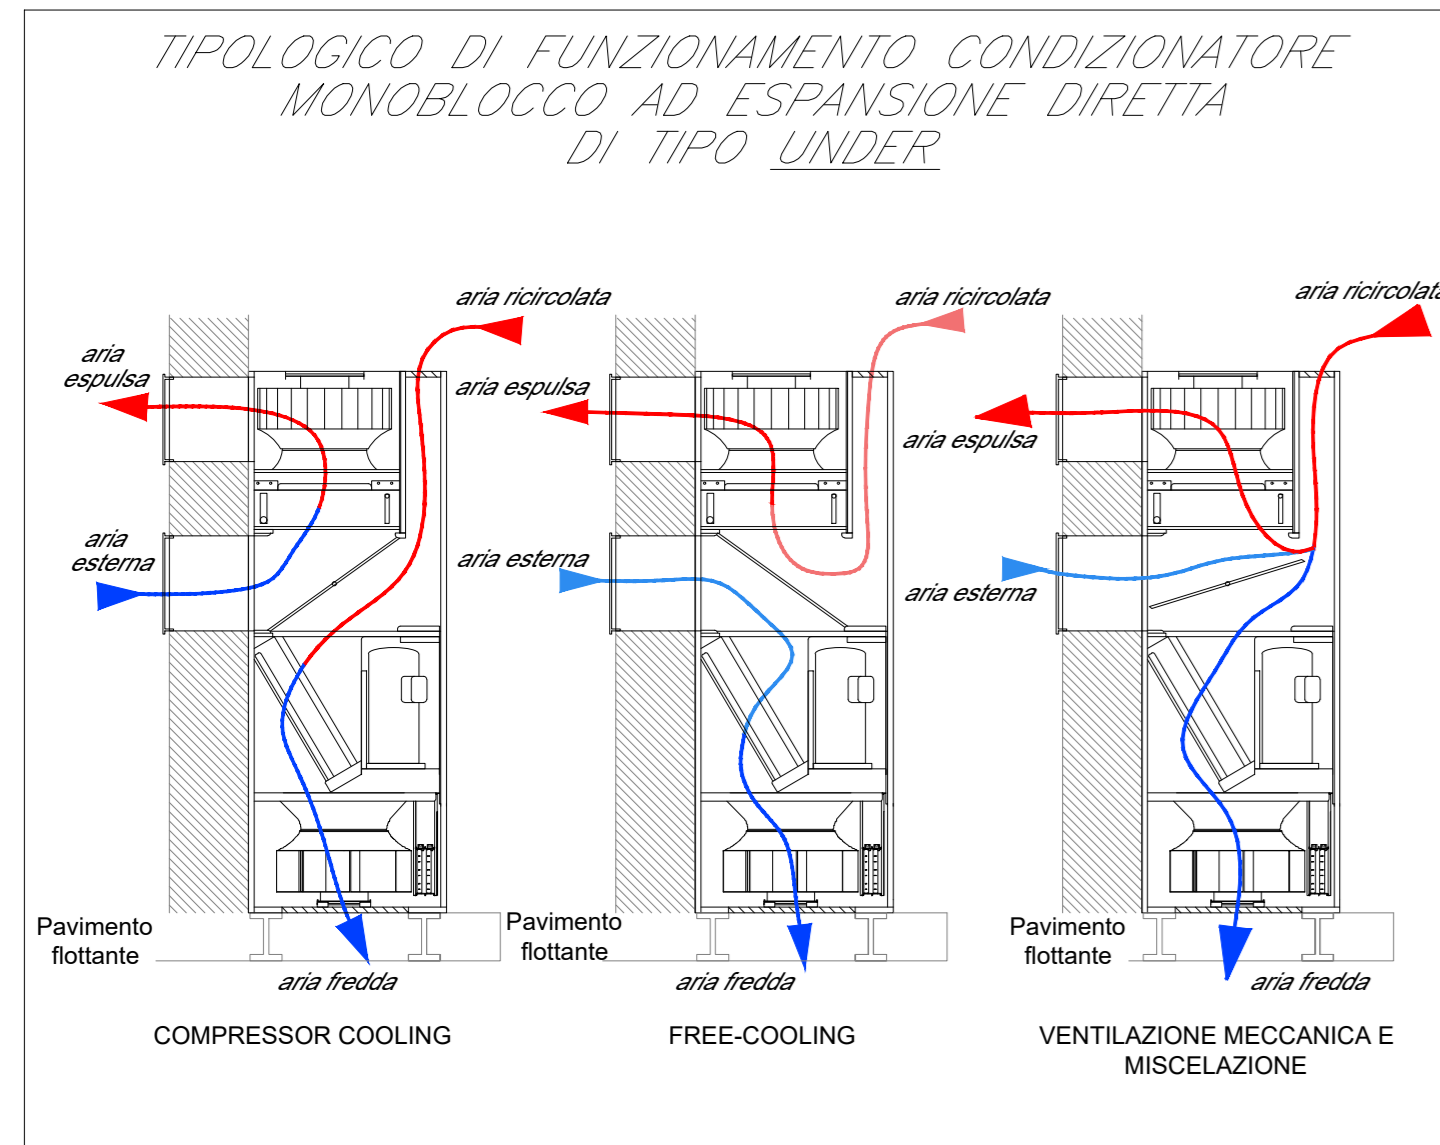 TIPOLOGICO DI FUNZIONAMENTO CONDIZIONATORE
MONOBLOCCO AD ESPANSIONE DIRETTA
DI TIPO UNDER
aria ricircolata
aria
espulsa
aria
esterna
Pavimento
flottante
aria fredda
COMPRESSOR COOLING
aria ricircolata
aria espulsa
aria esterna
Pavimento
flottante
aria fredda
FREE-COOLING
aria ricircolata
aria espulsa
aria esterna
Pavimento
flottante
aria fredda
VENTILAZIONE MECCANICA E
MISCELAZIONE